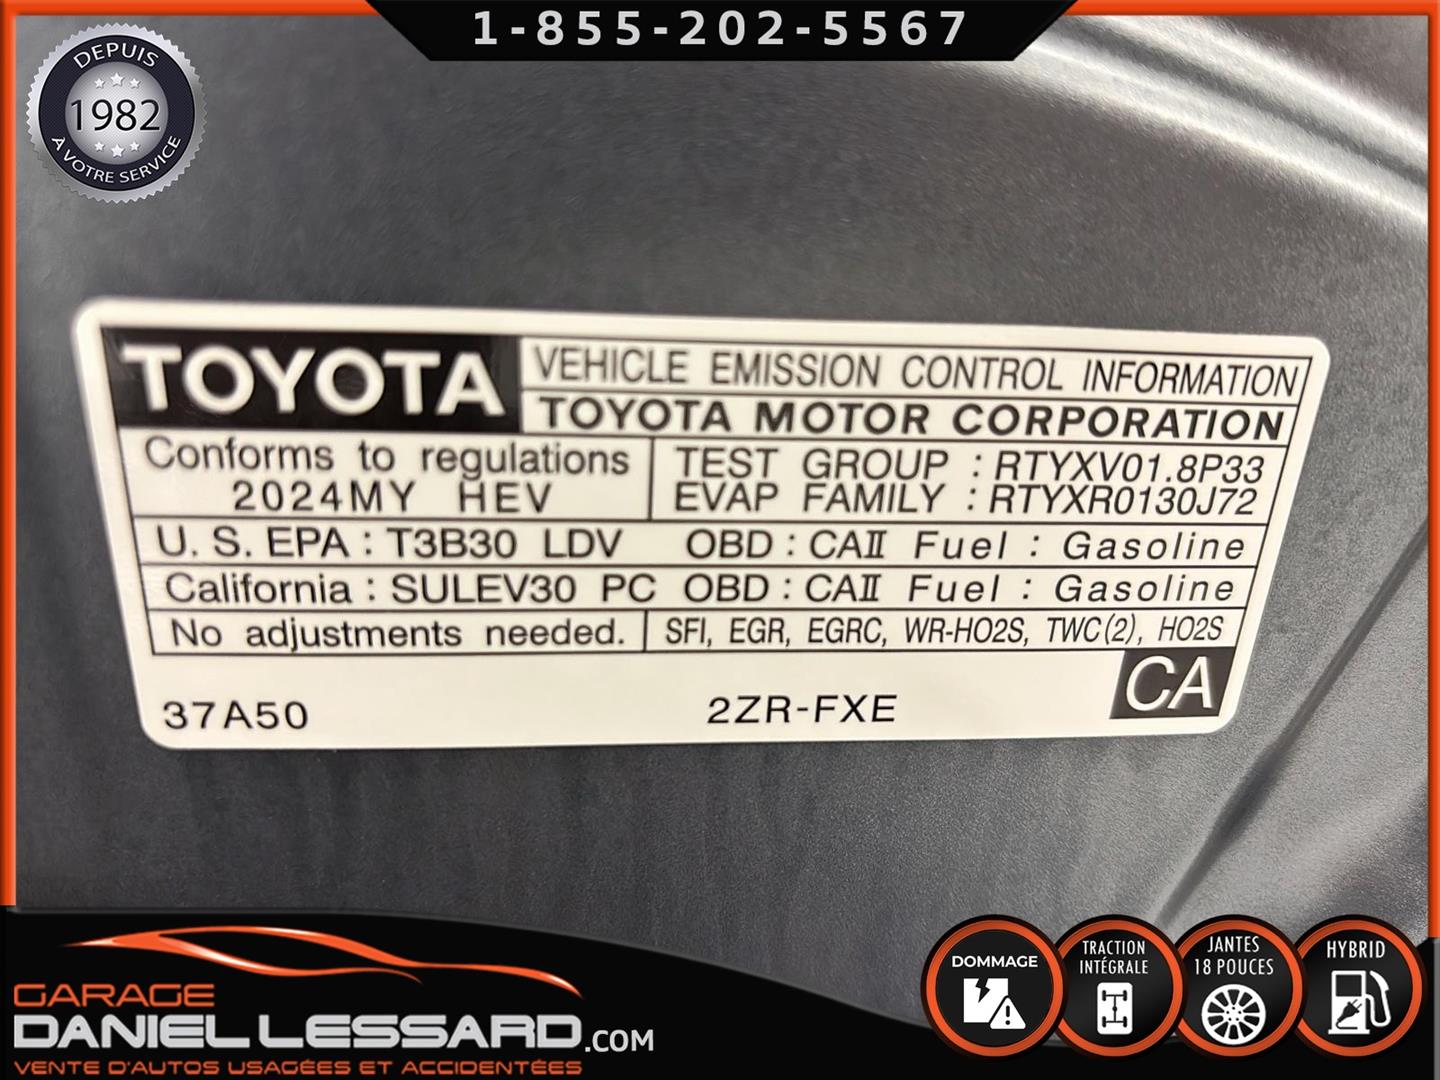 1-855-202-5567
DEPUIS
1982
À VOTRE SERVICE
TOYOTA
VEHICLE EMISSION CONTROL INFORMATION
TOYOTA MOTOR CORPORATION
Conforms to regulations
2024MY HEV
TEST GROUP : RTYXV01.8P33
EVAP FAMILY : RTYXR0130J72
U.S.EPA : T3B30 LDV OBD : CAII Fuel : Gasoline
California : SULEV30 PC OBD : CAII Fuel : Gasoline
No adjustments needed.
SFI, EGR, EGRC, WR-HO2S, TWC(2), HO2S
CA
37A50 2ZR-FXE
GARAGE
DANIEL LESSARD.COM
VENTE D'AUTOS USAGÉES ET ACCIDENTÉES
DOMMAGE
TRACTION
INTÉGRALE
JANTES
18 POUCES
HYBRID